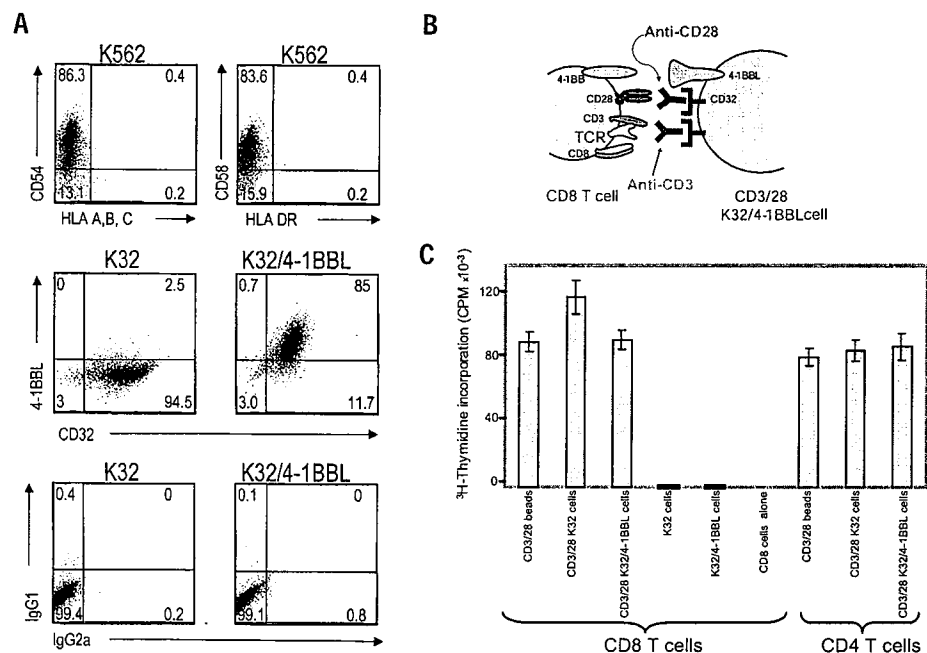 A
K562
K562
86.3
0.4
83.6
0.4
CD54
CD58
13.1
0.2
15.9
0.2
HLA A,B, C
HLA DR
K32
K32/4-1BBL
0
2.5
0.7
85
4-1BBL
3
94.5
3.0
11.7
CD32
K32
K32/4-1BBL
0.4
0
0.1
0
IgG1
99.4
0.2
99.1
0.8
IgG2a
B
Anti-CD28
4-1BB
4-1BBL
CD28
CD32
CD3
TCR
CD8
Anti-CD3
CD8 T cell
CD3/28
K32/4-1BBLcell
C
³H-Thymidine incorporation (CPM x10⁻³)
120
80
40
0
CD3/28 beads
CD3/28 K32 cells
CD3/28 K32/4-1BBL cells
K32 cells
K32/4-1BBL cells
CD8 cells alone
CD3/28 beads
CD3/28 K32 cells
CD3/28 K32/4-1BBL cells
CD8 T cells
CD4 T cells